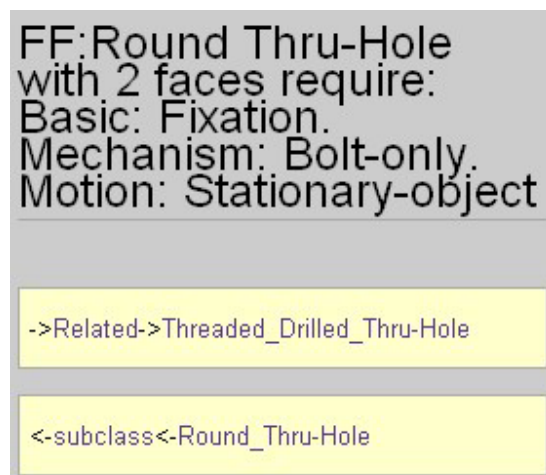 FF:Round Thru-Hole
with 2 faces require:
Basic: Fixation.
Mechanism: Bolt-only.
Motion: Stationary-object
->Related->Threaded_Drilled_Thru-Hole
<-subclass<-Round_Thru-Hole